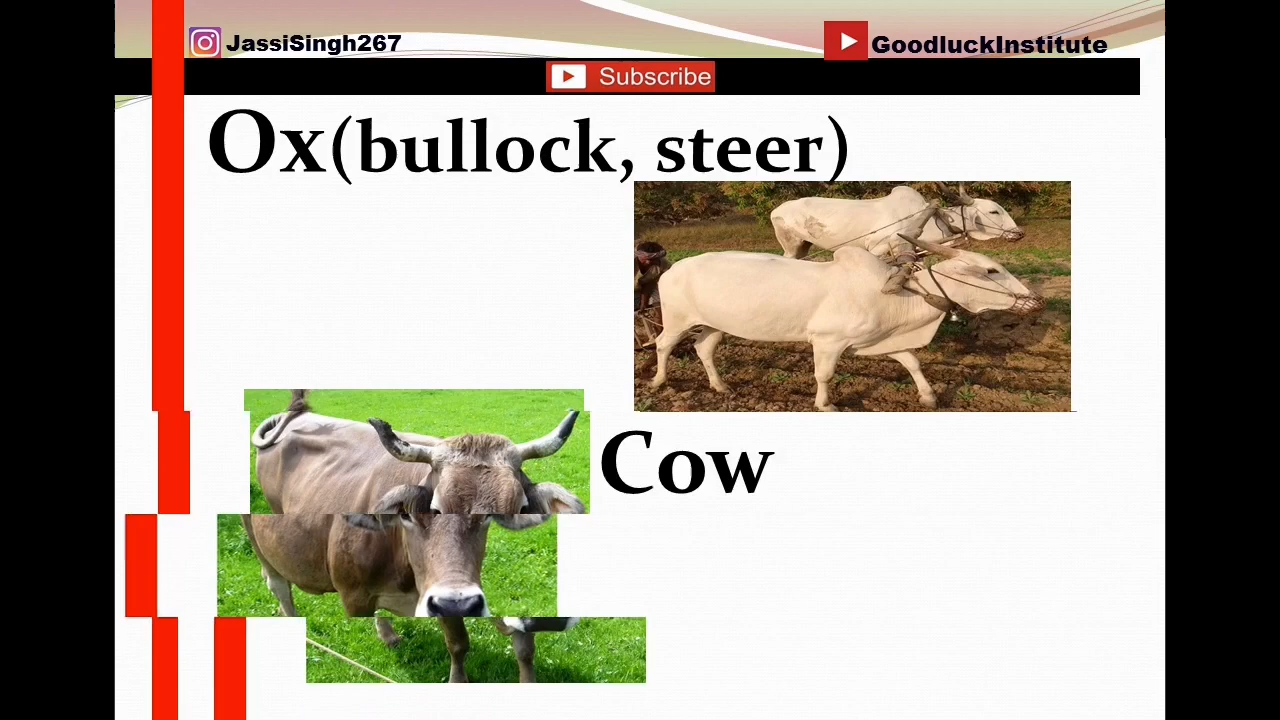 JassiSingh267
GoodluckInstitute
Subscribe
Ox(bullock, steer)
Cow